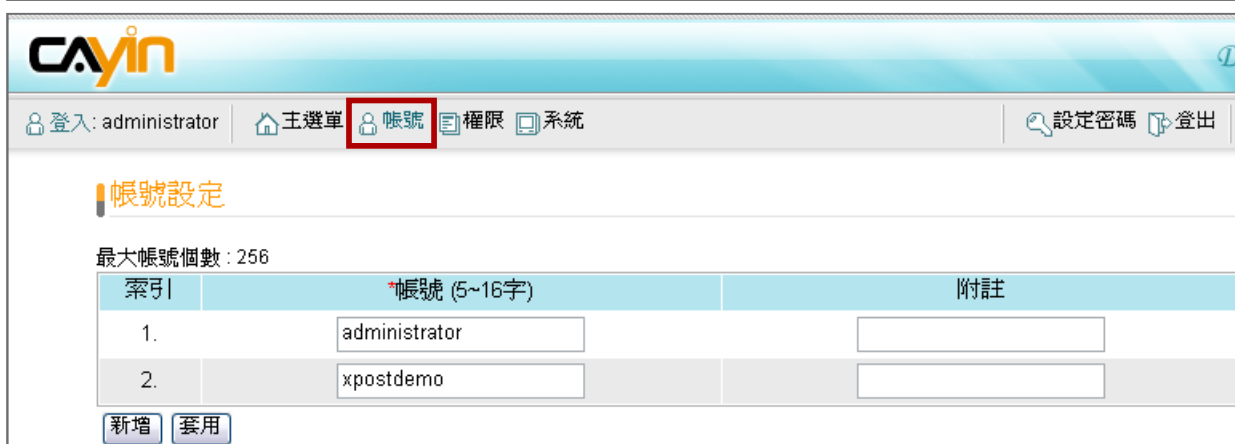 CAyin
D
登入: administrator 主選單 帳號 權限 系統 設定密碼 登出
帳號設定
最大帳號個數 : 256
索引 *帳號 (5~16字) 附註
1. administrator
2. xpostdemo
新增 套用